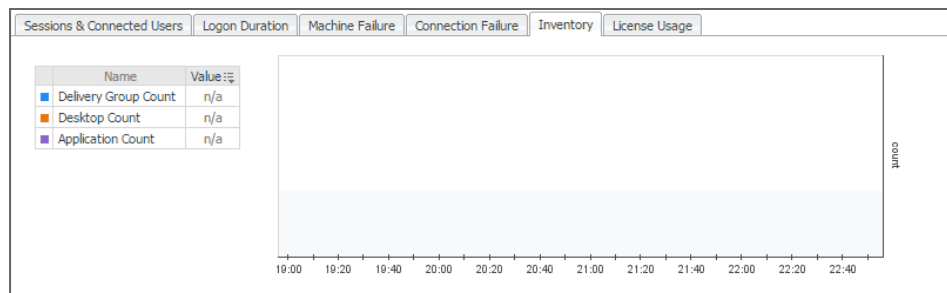 Sessions & Connected Users Logon Duration Machine Failure Connection Failure Inventory License Usage
Name Value
Delivery Group Count n/a
Desktop Count n/a
Application Count n/a
count
19:00 19:20 19:40 20:00 20:20 20:40 21:00 21:20 21:40 22:00 22:20 22:40